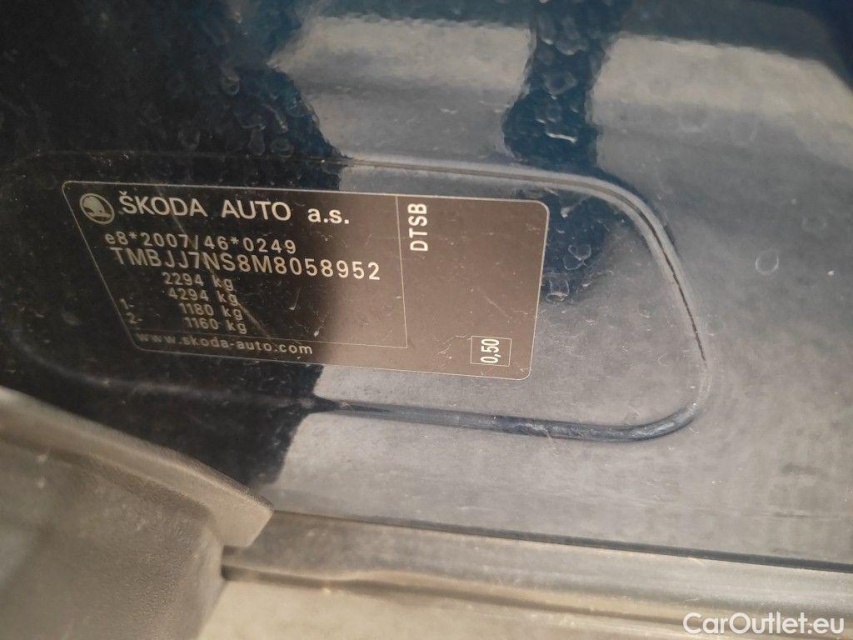 ŠKODA AUTO a.s.
e8*2007/46*0249
TMBJJ7NS8M8058952
2294 kg
4294 kg
1- 1180 kg
2- 1160 kg
www.skoda-auto.com
DTSB
0,50
CarOutlet.eu